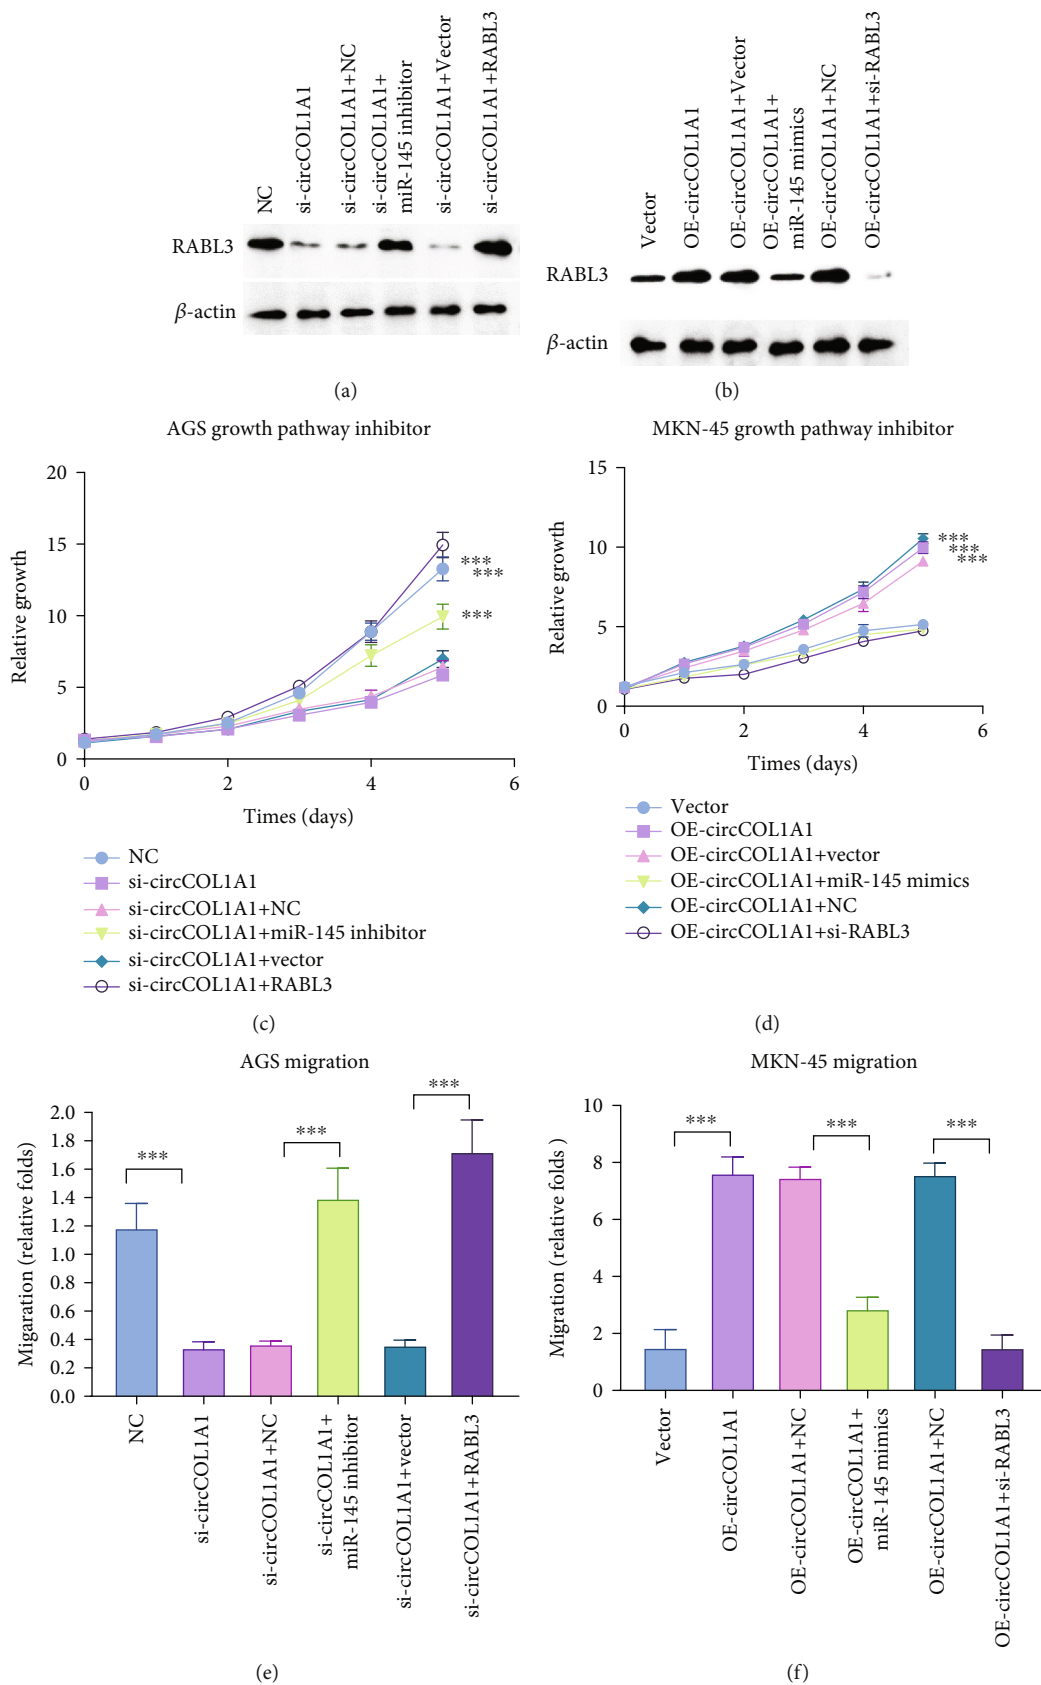 NC
si-circCOL1A1
si-circCOL1A1+NC
si-circCOL1A1+
miR-145 inhibitor
si-circCOL1A1+Vector
si-circCOL1A1+RABL3
RABL3
β-actin
(a)
Vector
OE-circCOL1A1
OE-circCOL1A1+Vector
OE-circCOL1A1+
miR-145 mimics
OE-circCOL1A1+NC
OE-circCOL1A1+si-RABL3
RABL3
β-actin
(b)
AGS growth pathway inhibitor
20
15
10
5
0
Relative growth
***
***
***
0 2 4 6
Times (days)
NC
si-circCOL1A1
si-circCOL1A1+NC
si-circCOL1A1+miR-145 inhibitor
si-circCOL1A1+vector
si-circCOL1A1+RABL3
(c)
MKN-45 growth pathway inhibitor
15
10
5
0
Relative growth
***
***
***
0 2 4 6
Times (days)
Vector
OE-circCOL1A1
OE-circCOL1A1+vector
OE-circCOL1A1+miR-145 mimics
OE-circCOL1A1+NC
OE-circCOL1A1+si-RABL3
(d)
AGS migration
2.0
1.8
1.6
1.4
1.2
1.0
0.8
0.6
0.4
0.2
0.0
Migaration (relative folds)
***
***
***
NC
si-circCOL1A1
si-circCOL1A1+NC
si-circCOL1A1+
miR-145 inhibitor
si-circCOL1A1+vector
si-circCOL1A1+RABL3
(e)
MKN-45 migration
10
8
6
4
2
0
Migration (relative folds)
***
***
***
Vector
OE-circCOL1A1
OE-circCOL1A1+NC
OE-circCOL1A1+
miR-145 mimics
OE-circCOL1A1+NC
OE-circCOL1A1+si-RABL3
(f)